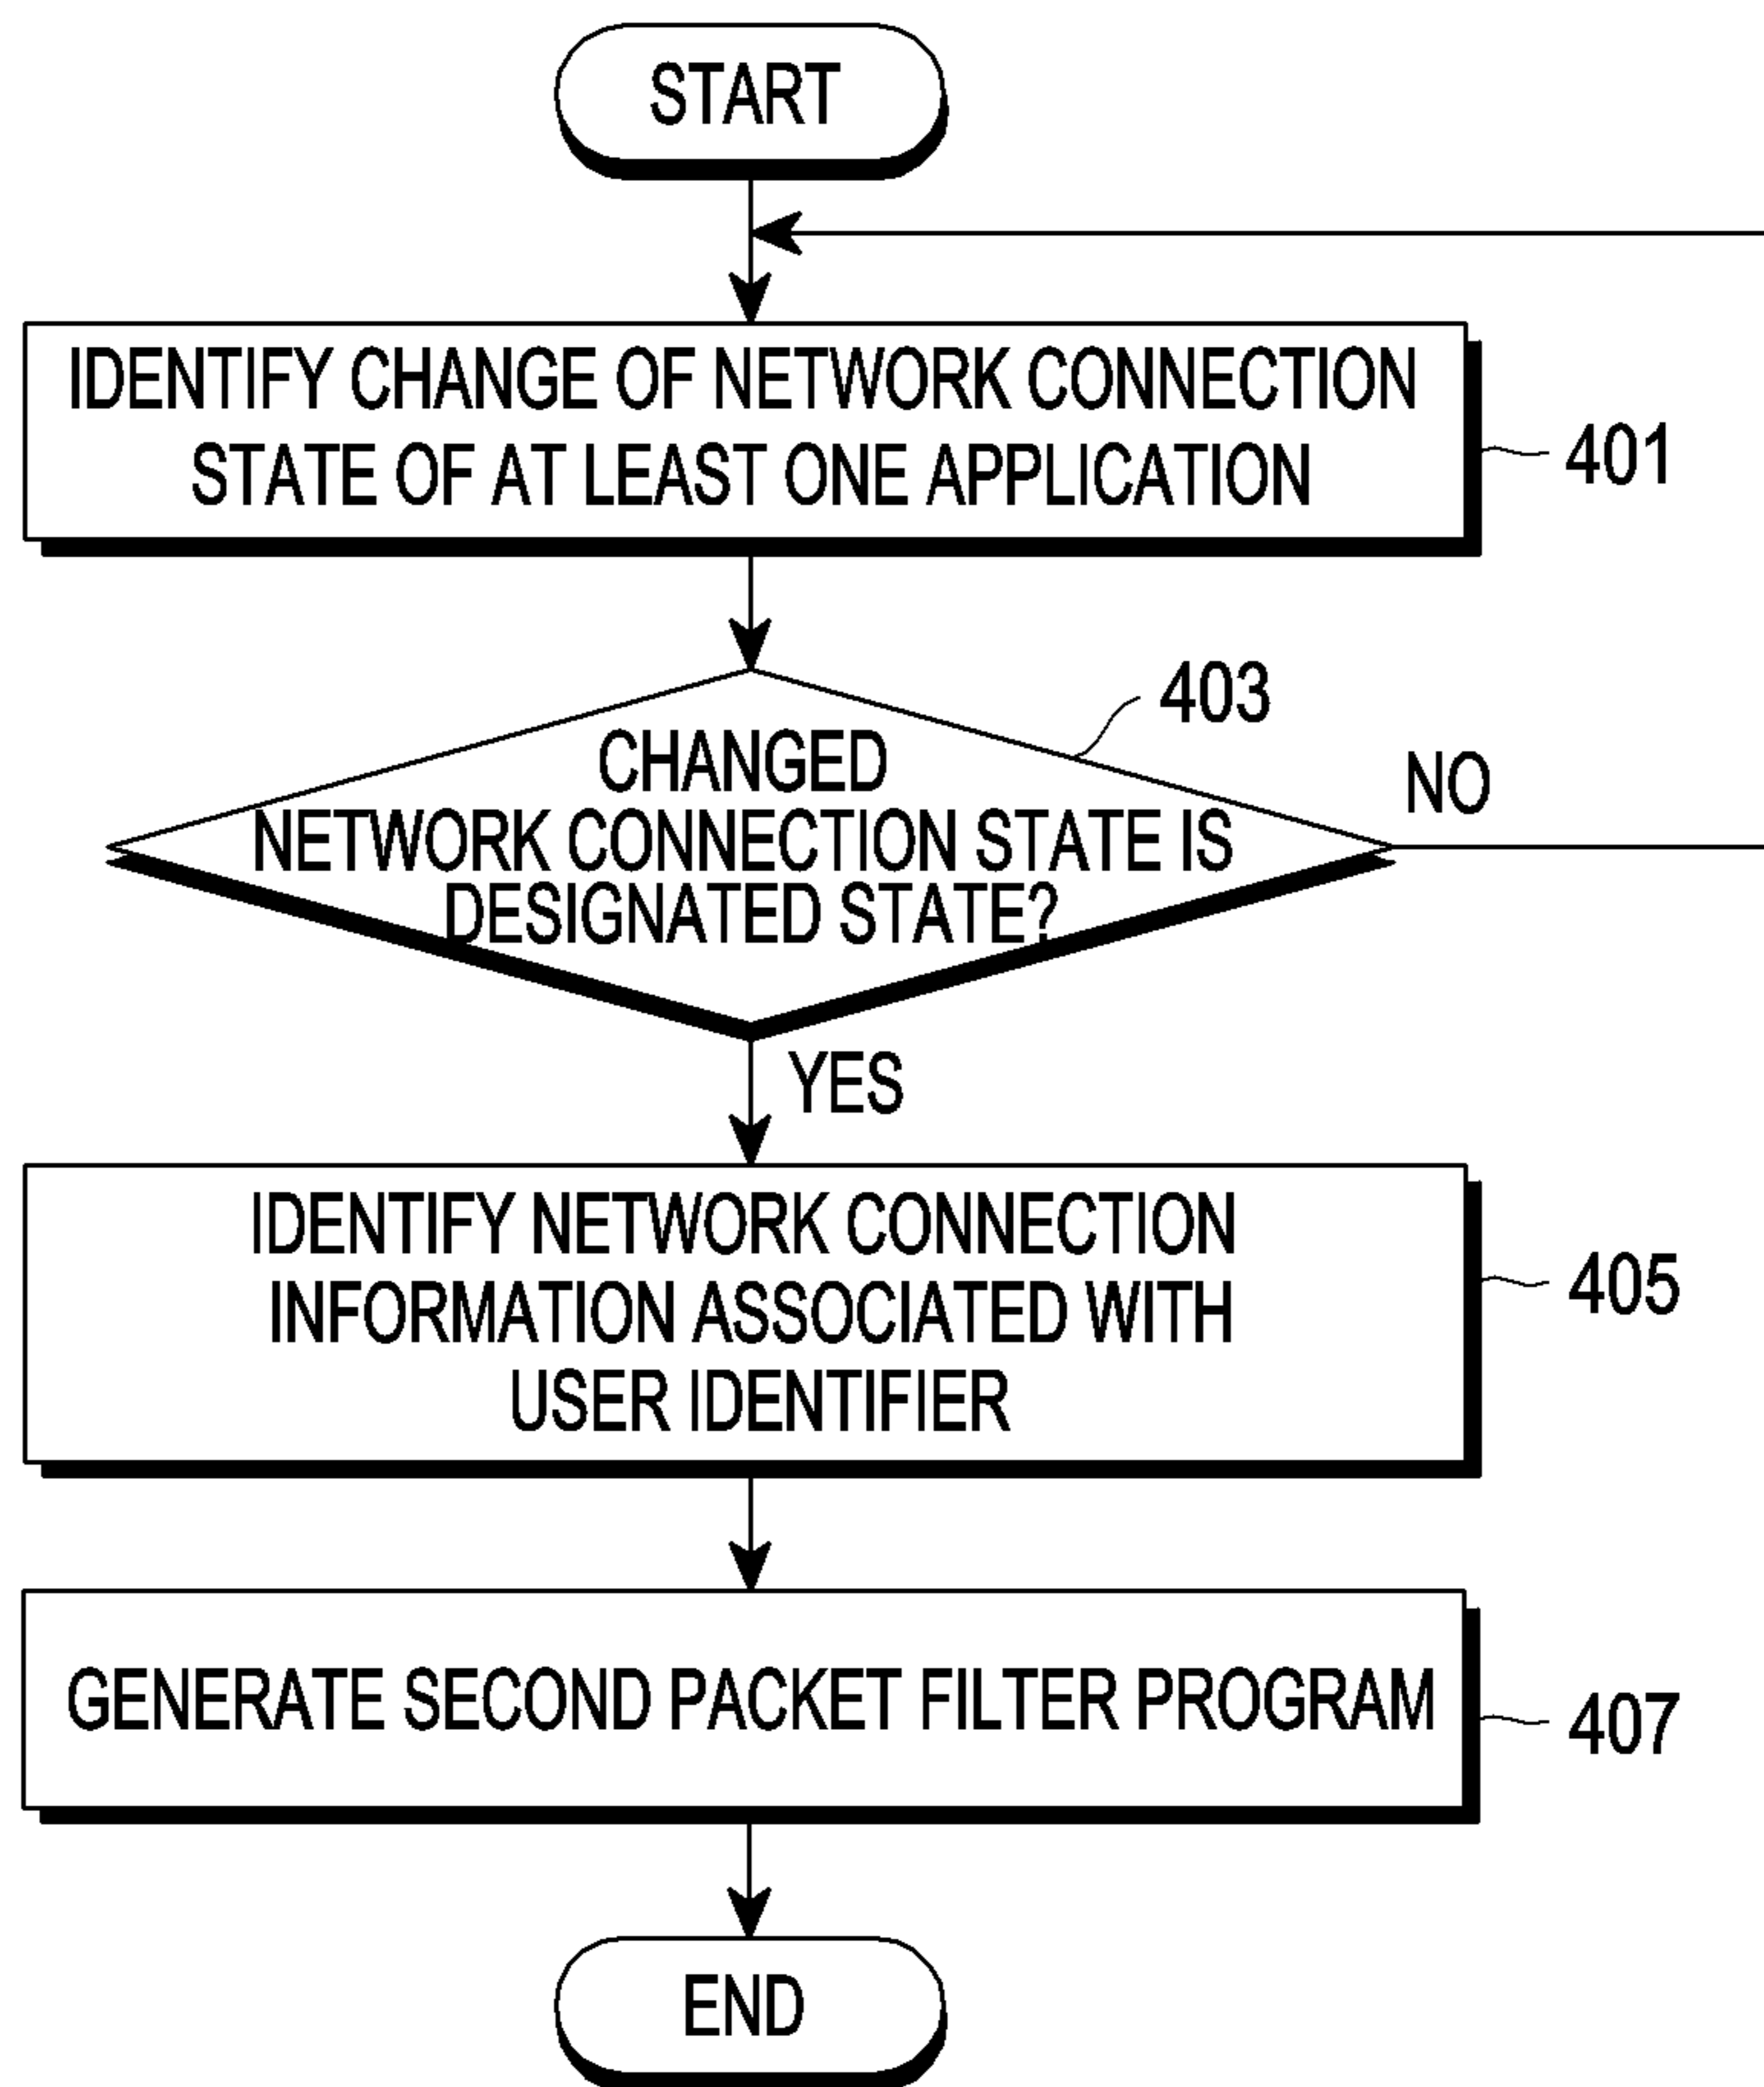 START
IDENTIFY CHANGE OF NETWORK CONNECTION
STATE OF AT LEAST ONE APPLICATION
401
403
CHANGED
NETWORK CONNECTION STATE IS
DESIGNATED STATE?
NO
YES
IDENTIFY NETWORK CONNECTION
INFORMATION ASSOCIATED WITH
USER IDENTIFIER
405
GENERATE SECOND PACKET FILTER PROGRAM
407
END